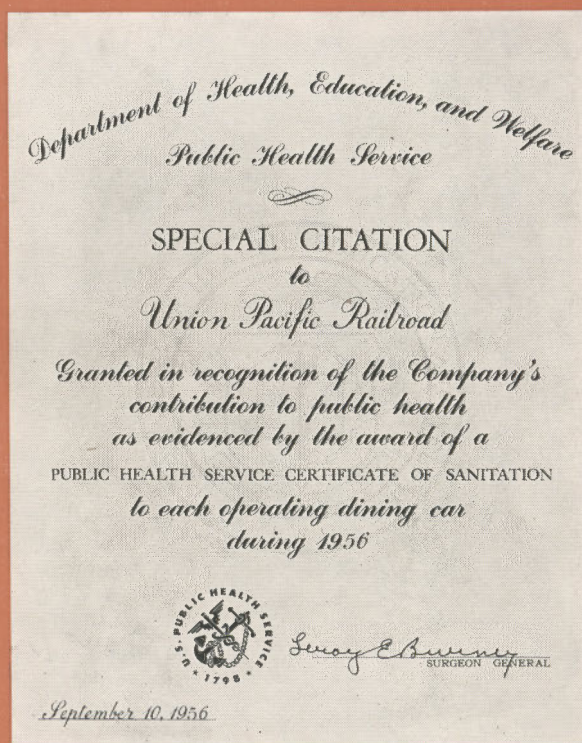 Department of Health, Education, and Welfare
Public Health Service
SPECIAL CITATION
to
Union Pacific Railroad
Granted in recognition of the Company's
contribution to public health
as evidenced by the award of a
PUBLIC HEALTH SERVICE CERTIFICATE OF SANITATION
to each operating dining car
during 1956
U.S. PUBLIC HEALTH SERVICE
1798
Leroy E Burney
SURGEON GENERAL
September 10, 1956